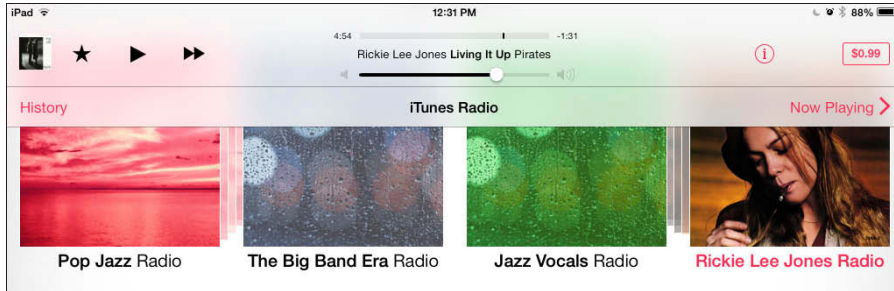 iPad 12:31 PM 88%
4:54 -1:31
Rickie Lee Jones Living It Up Pirates
$0.99
History iTunes Radio Now Playing
Pop Jazz Radio The Big Band Era Radio Jazz Vocals Radio Rickie Lee Jones Radio